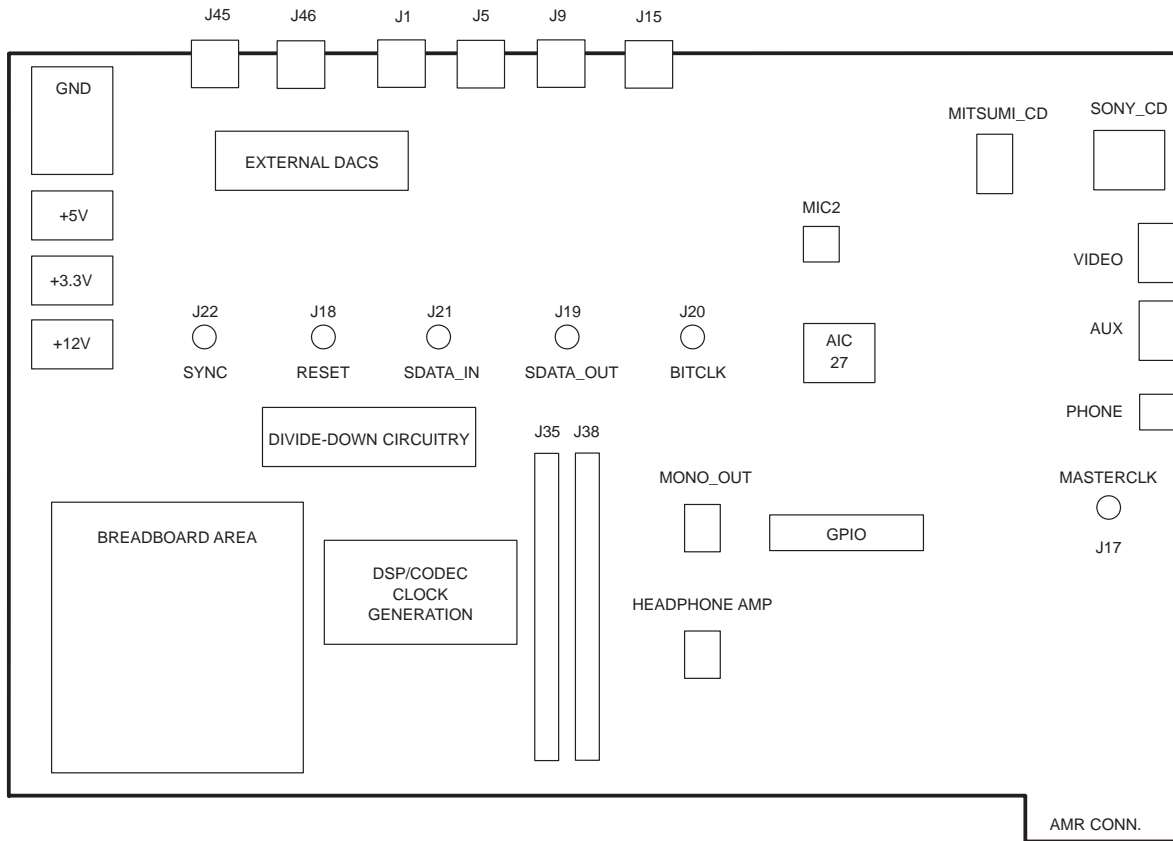 J45
J46
J1
J5
J9
J15
GND
MITSUMI_CD
SONY_CD
EXTERNAL DACS
+5V
MIC2
VIDEO
+3.3V
J22
J18
J21
J19
J20
AUX
+12V
AIC
27
SYNC
RESET
SDATA_IN
SDATA_OUT
BITCLK
PHONE
DIVIDE-DOWN CIRCUITRY
J35
J38
MONO_OUT
MASTERCLK
BREADBOARD AREA
GPIO
J17
DSP/CODEC
CLOCK
GENERATION
HEADPHONE AMP
AMR CONN.